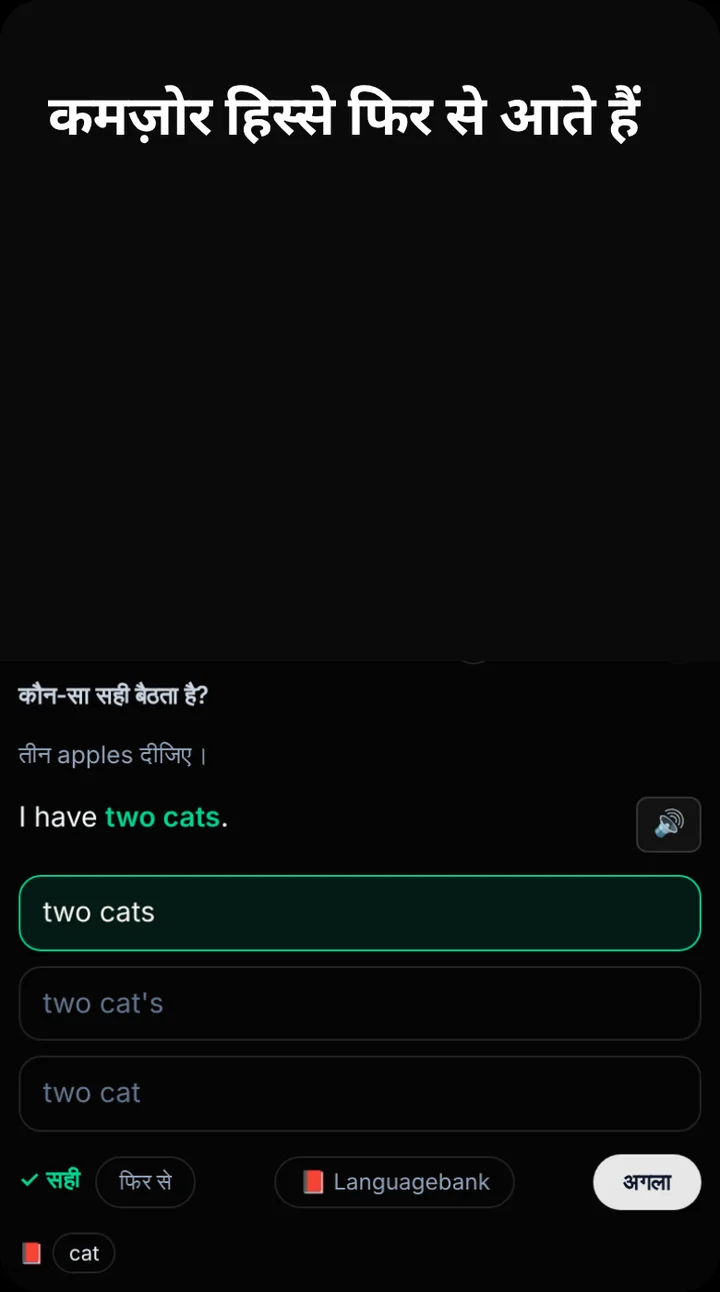 कमज़ोर हिस्से फिर से आते हैं
कौन-सा सही बैठता है?
तीन apples दीजिए।
I have two cats.
two cats
two cat's
two cat
✓ सही फिर से Languagebank अगला
cat